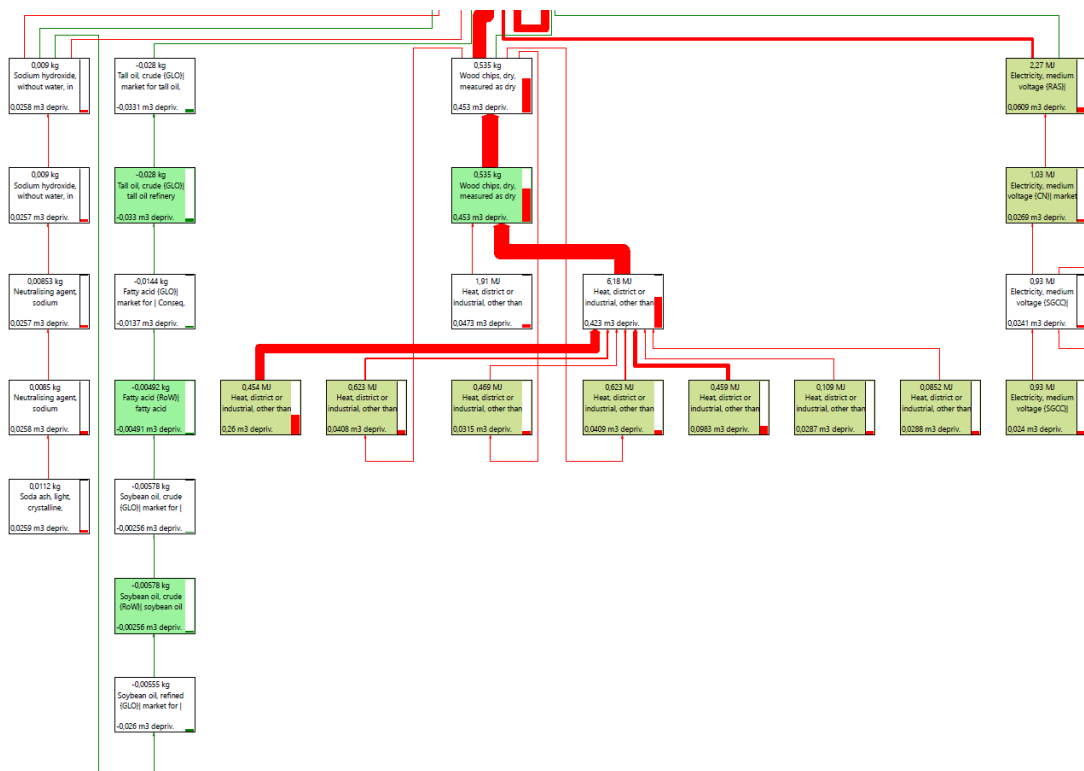 0,009 kg
Sodium hydroxide,
without water, in
0,0258 m3 depriv.
-0,028 kg
Tall oil, crude {GLO}|
market for tall oil,
-0,0331 m3 depriv.
0,535 kg
Wood chips, dry,
measured as dry
0,453 m3 depriv.
2,27 MJ
Electricity, medium
voltage {RAS}|
0,0609 m3 depriv.
0,009 kg
Sodium hydroxide,
without water, in
0,0257 m3 depriv.
-0,028 kg
Tall oil, crude {GLO}|
tall oil refinery
-0,033 m3 depriv.
0,535 kg
Wood chips, dry,
measured as dry
0,453 m3 depriv.
1,03 MJ
Electricity, medium
voltage {CN}| market
0,0269 m3 depriv.
0,00853 kg
Neutralising agent,
sodium
0,0257 m3 depriv.
-0,0144 kg
Fatty acid {GLO}|
market for | Conseq,
-0,0137 m3 depriv.
1,91 MJ
Heat, district or
industrial, other than
0,0473 m3 depriv.
6,18 MJ
Heat, district or
industrial, other than
0,423 m3 depriv.
0,93 MJ
Electricity, medium
voltage {SGCC}|
0,0241 m3 depriv.
0,0085 kg
Neutralising agent,
sodium
0,0258 m3 depriv.
-0,00492 kg
Fatty acid {RoW}|
fatty acid
-0,00491 m3 depriv.
0,454 MJ
Heat, district or
industrial, other than
0,26 m3 depriv.
0,623 MJ
Heat, district or
industrial, other than
0,0408 m3 depriv.
0,469 MJ
Heat, district or
industrial, other than
0,0315 m3 depriv.
0,623 MJ
Heat, district or
industrial, other than
0,0409 m3 depriv.
0,459 MJ
Heat, district or
industrial, other than
0,0983 m3 depriv.
0,109 MJ
Heat, district or
industrial, other than
0,0287 m3 depriv.
0,0852 MJ
Heat, district or
industrial, other than
0,0288 m3 depriv.
0,93 MJ
Electricity, medium
voltage {SGCC}|
0,024 m3 depriv.
0,0112 kg
Soda ash, light,
crystalline,
0,0259 m3 depriv.
-0,00578 kg
Soybean oil, crude
{GLO}| market for |
-0,00256 m3 depriv.
-0,00578 kg
Soybean oil, crude
{RoW}| soybean oil
-0,00256 m3 depriv.
-0,00555 kg
Soybean oil, refined
{GLO}| market for |
-0,026 m3 depriv.